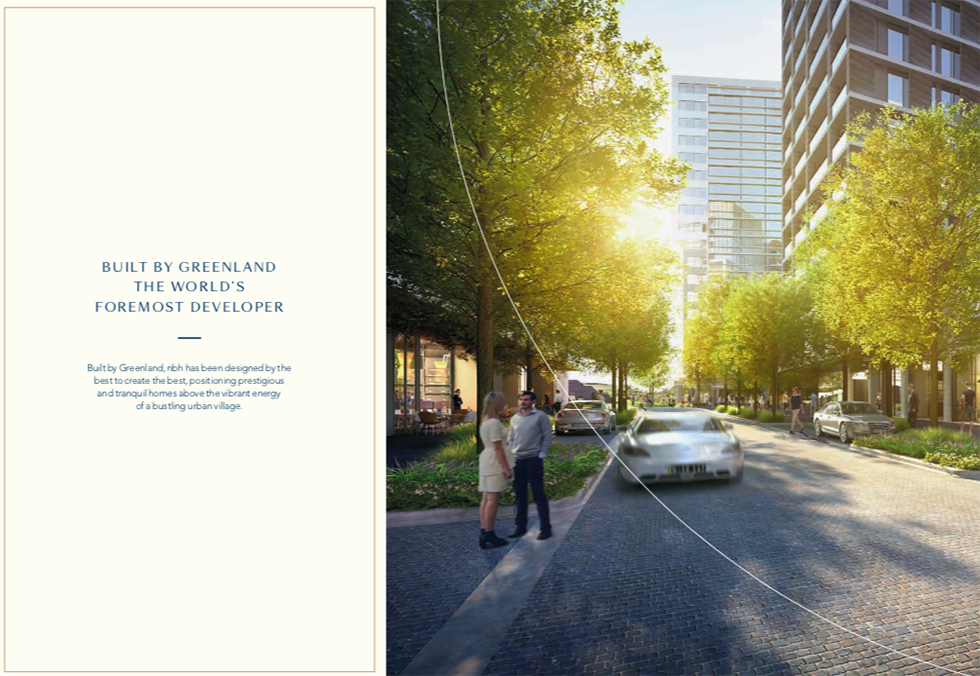 BUILT BY GREENLAND
THE WORLD'S
FOREMOST DEVELOPER
Built by Greenland, nbh has been designed by the
best to create the best, positioning prestigious
and tranquil homes above the vibrant energy
of a bustling urban village.